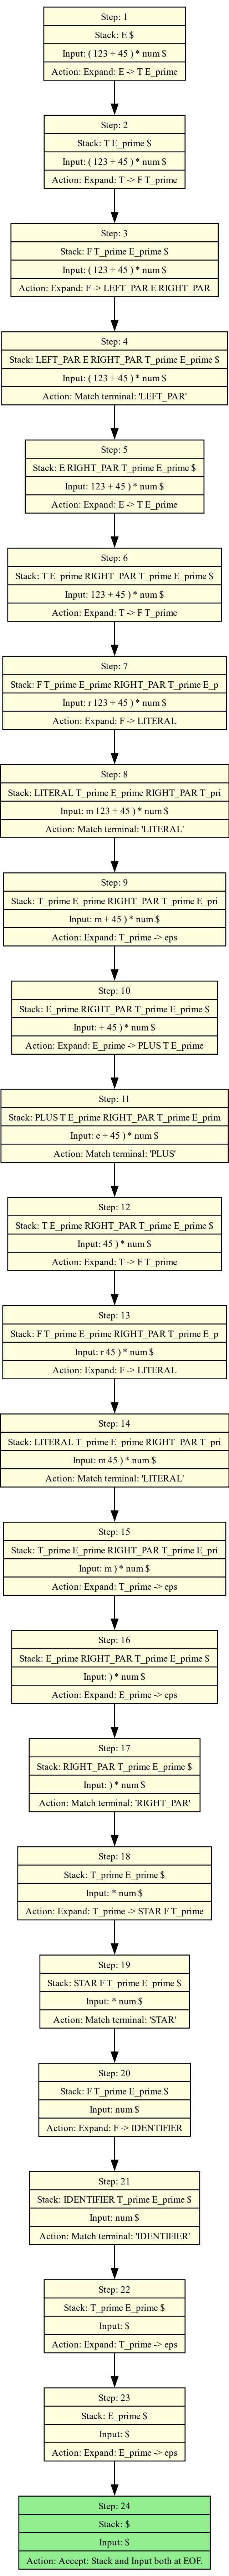 Step: 1
Stack: E $
Input: ( 123 + 45 ) * num $
Action: Expand: E -> T E_prime
Step: 2
Stack: T E_prime $
Input: ( 123 + 45 ) * num $
Action: Expand: T -> F T_prime
Step: 3
Stack: F T_prime E_prime $
Input: ( 123 + 45 ) * num $
Action: Expand: F -> LEFT_PAR E RIGHT_PAR
Step: 4
Stack: LEFT_PAR E RIGHT_PAR T_prime E_prime $
Input: ( 123 + 45 ) * num $
Action: Match terminal: 'LEFT_PAR'
Step: 5
Stack: E RIGHT_PAR T_prime E_prime $
Input: 123 + 45 ) * num $
Action: Expand: E -> T E_prime
Step: 6
Stack: T E_prime RIGHT_PAR T_prime E_prime $
Input: 123 + 45 ) * num $
Action: Expand: T -> F T_prime
Step: 7
Stack: F T_prime E_prime RIGHT_PAR T_prime E_p
Input: r 123 + 45 ) * num $
Action: Expand: F -> LITERAL
Step: 8
Stack: LITERAL T_prime E_prime RIGHT_PAR T_pri
Input: m 123 + 45 ) * num $
Action: Match terminal: 'LITERAL'
Step: 9
Stack: T_prime E_prime RIGHT_PAR T_prime E_pri
Input: m + 45 ) * num $
Action: Expand: T_prime -> eps
Step: 10
Stack: E_prime RIGHT_PAR T_prime E_prime $
Input: + 45 ) * num $
Action: Expand: E_prime -> PLUS T E_prime
Step: 11
Stack: PLUS T E_prime RIGHT_PAR T_prime E_prim
Input: e + 45 ) * num $
Action: Match terminal: 'PLUS'
Step: 12
Stack: T E_prime RIGHT_PAR T_prime E_prime $
Input: 45 ) * num $
Action: Expand: T -> F T_prime
Step: 13
Stack: F T_prime E_prime RIGHT_PAR T_prime E_p
Input: r 45 ) * num $
Action: Expand: F -> LITERAL
Step: 14
Stack: LITERAL T_prime E_prime RIGHT_PAR T_pri
Input: m 45 ) * num $
Action: Match terminal: 'LITERAL'
Step: 15
Stack: T_prime E_prime RIGHT_PAR T_prime E_pri
Input: m ) * num $
Action: Expand: T_prime -> eps
Step: 16
Stack: E_prime RIGHT_PAR T_prime E_prime $
Input: ) * num $
Action: Expand: E_prime -> eps
Step: 17
Stack: RIGHT_PAR T_prime E_prime $
Input: ) * num $
Action: Match terminal: 'RIGHT_PAR'
Step: 18
Stack: T_prime E_prime $
Input: * num $
Action: Expand: T_prime -> STAR F T_prime
Step: 19
Stack: STAR F T_prime E_prime $
Input: * num $
Action: Match terminal: 'STAR'
Step: 20
Stack: F T_prime E_prime $
Input: num $
Action: Expand: F -> IDENTIFIER
Step: 21
Stack: IDENTIFIER T_prime E_prime $
Input: num $
Action: Match terminal: 'IDENTIFIER'
Step: 22
Stack: T_prime E_prime $
Input: $
Action: Expand: T_prime -> eps
Step: 23
Stack: E_prime $
Input: $
Action: Expand: E_prime -> eps
Step: 24
Stack: $
Input: $
Action: Accept: Stack and Input both at EOF.